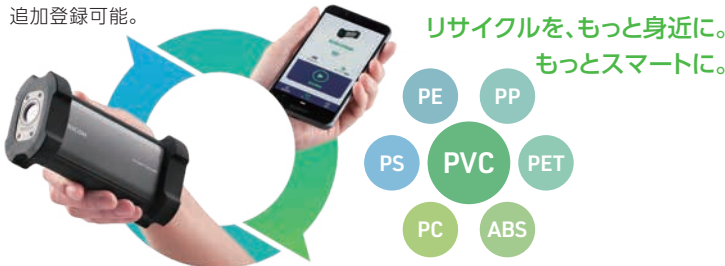 追加登録可能。
リサイクルを、もっと身近に。
もっとスマートに。
PE
PP
PS
PVC
PET
PC
ABS